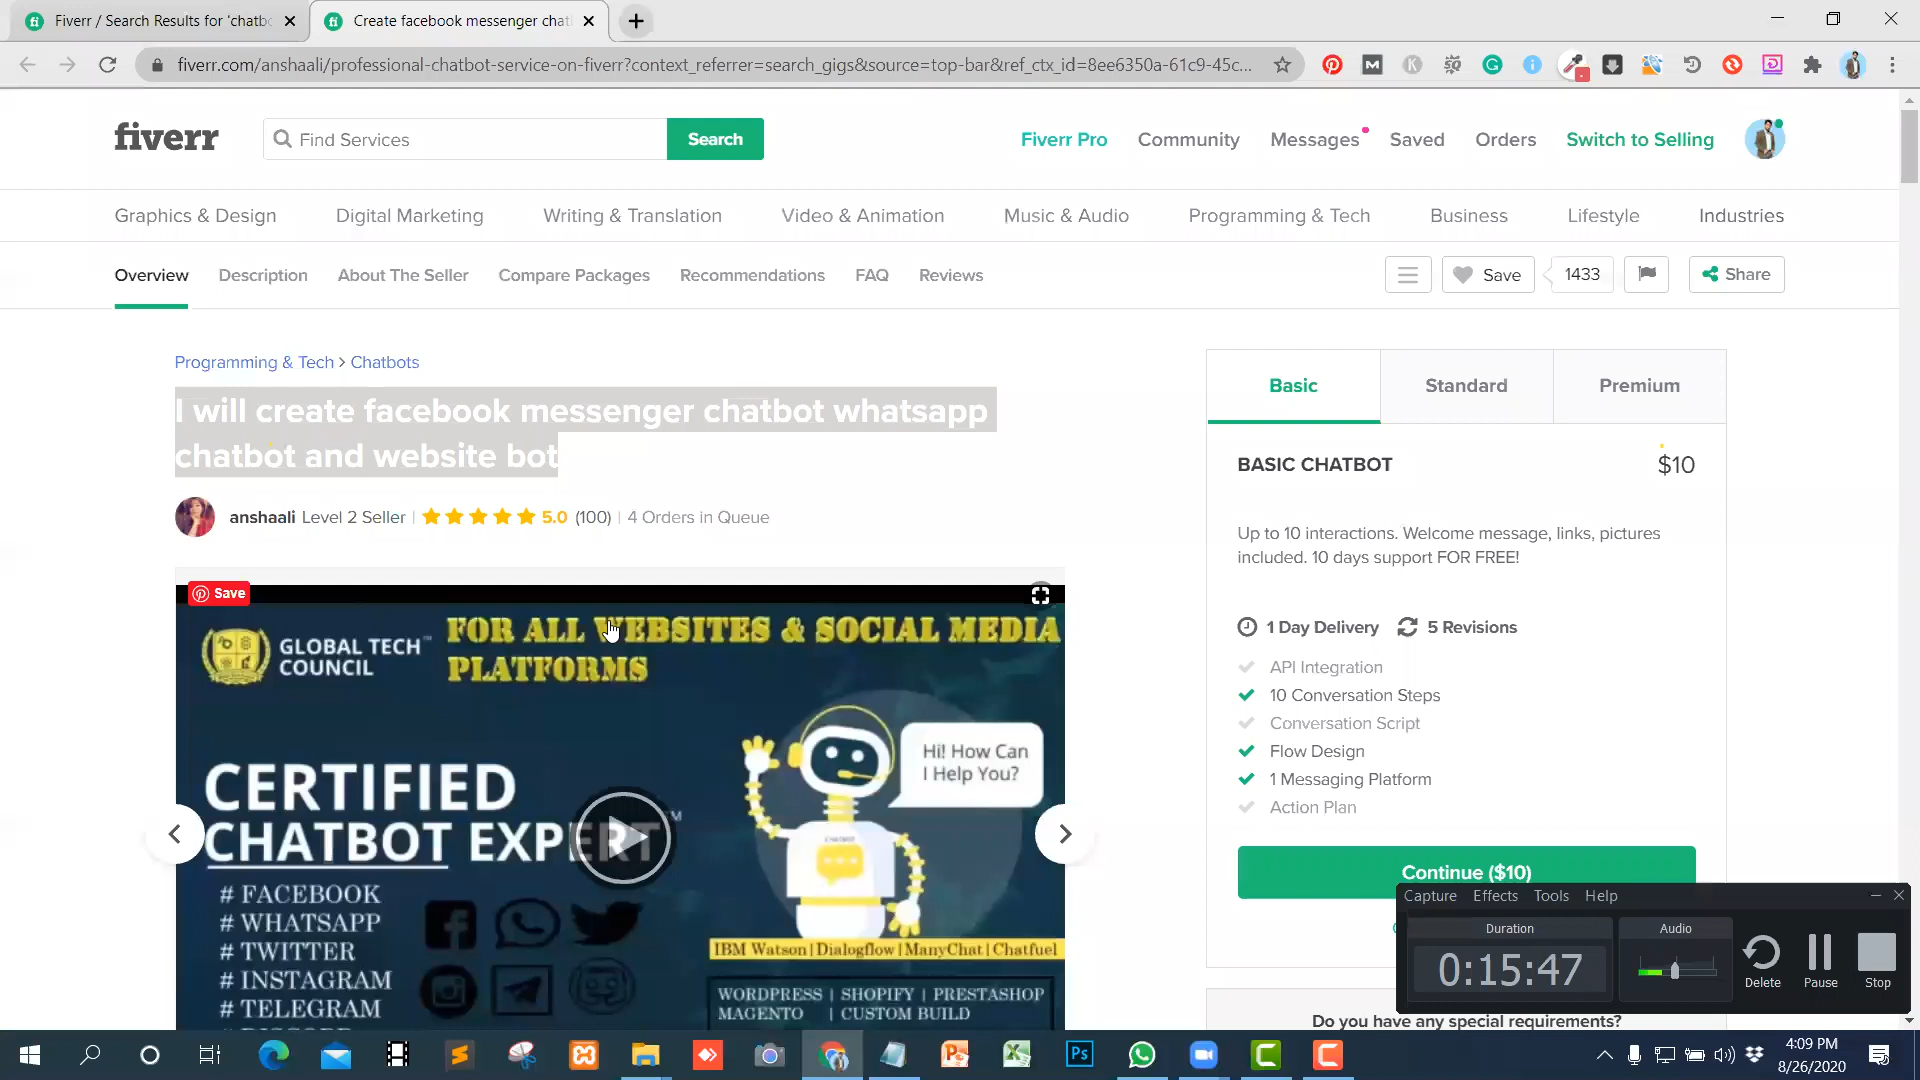 Fiverr / Search Results for 'chatbo
Create facebook messenger chat
fiverr.com/anshaali/professional-chatbot-service-on-fiverr?context_referrer=search_gigs&source=top-bar&ref_ctx_id=8ee6350a-61c9-45c...
fiverr
Find Services
Search
Fiverr Pro
Community
Messages
Saved
Orders
Switch to Selling
Graphics & Design
Digital Marketing
Writing & Translation
Video & Animation
Music & Audio
Programming & Tech
Business
Lifestyle
Industries
Overview
Description
About The Seller
Compare Packages
Recommendations
FAQ
Reviews
Save
1433
Share
Programming & Tech > Chatbots
I will create facebook messenger chatbot whatsapp
chatbot and website bot
anshaali Level 2 Seller | 5.0 (100) | 4 Orders in Queue
Save
GLOBAL TECH™
COUNCIL
FOR ALL WEBSITES & SOCIAL MEDIA
PLATFORMS
Hi! How Can
I Help You?
CERTIFIED
CHATBOT EXPERT™
CHATBOT
# FACEBOOK
# WHATSAPP
# TWITTER
# INSTAGRAM
# TELEGRAM
IBM Watson|Dialogflow|ManyChat|Chatfuel
WORDPRESS | SHOPIFY | PRESTASHOP
MAGENTO | CUSTOM BUILD
Basic
Standard
Premium
BASIC CHATBOT
$10
Up to 10 interactions. Welcome message, links, pictures
included. 10 days support FOR FREE!
1 Day Delivery
5 Revisions
API Integration
10 Conversation Steps
Conversation Script
Flow Design
1 Messaging Platform
Action Plan
Continue ($10)
Do you have any special requirements?
Capture
Effects
Tools
Help
Duration
0:15:47
Audio
Delete
Pause
Stop
4:09 PM
8/26/2020